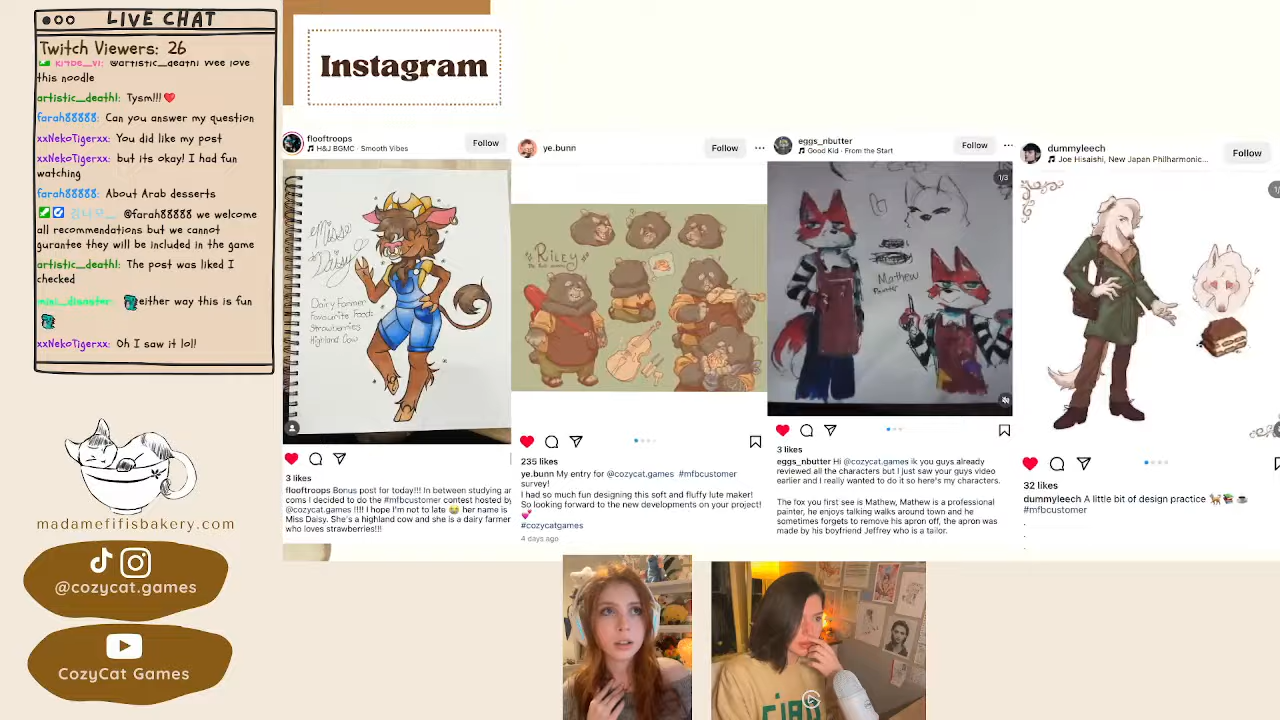 LIVE CHAT
Twitch Viewers: 26
@artistic_death! Wee love
this noodle
artistic_death!: Tysm!!!❤️
farah88888: Can you answer my question
xxNekoTigerxx: You did like my post
xxNekoTigerxx: but its okay! I had fun
watching
farah88888: About Arab desserts
@farah88888 we welcome
all recommendations but we cannot
gurantee they will be included in the game
artistic_death!: The post was liked I
checked
mini_disaster: either way this is fun
xxNekoTigerxx: Oh I saw it lol!
madamefifisbakery.com
@cozycat.games
CozyCat Games
Instagram
flooftroops
H&J BGMC · Smooth Vibes
Follow
Miss
Daisy
Dairy Farmer
Favourite Food:
Strawberries
Highland Cow
3 likes
flooftroops Bonus post for today!!! In between studying ar
cons I decided to do the #mfbcustomer contest hosted by
@cozycat.games !!!! I hope I'm not to late 😭 her name is
Miss Daisy. She's a highland cow and she is a dairy farmer
who loves strawberries!!!
ye.bunn
Follow
Riley
235 likes
ye.bunn My entry for @cozycat.games #mfbcustomer
survey!
I had so much fun designing this soft and fluffy lute maker!
So looking forward to the new developments on your project!
💕
#cozycatgames
4 days ago
eggs_nbutter
Good Kid · From the Start
Follow
1/3
Mathew
Painter
3 likes
eggs_nbutter Hi @cozycat.games ik you guys already
reviewed all the characters but I just saw your guys video
earlier and I really wanted to do it so here's my characters.
The fox you first see is Mathew, Mathew is a professional
painter, he enjoys talking walks around town and he
sometimes forgets to remove his apron off, the apron was
made by his boyfriend Jeffrey who is a tailor.
dummyleech
Joe Hisaishi, New Japan Philharmonic...
Follow
1/
32 likes
dummyleech A little bit of design practice 🐕🪴☕
#mfbcustomer
.
.